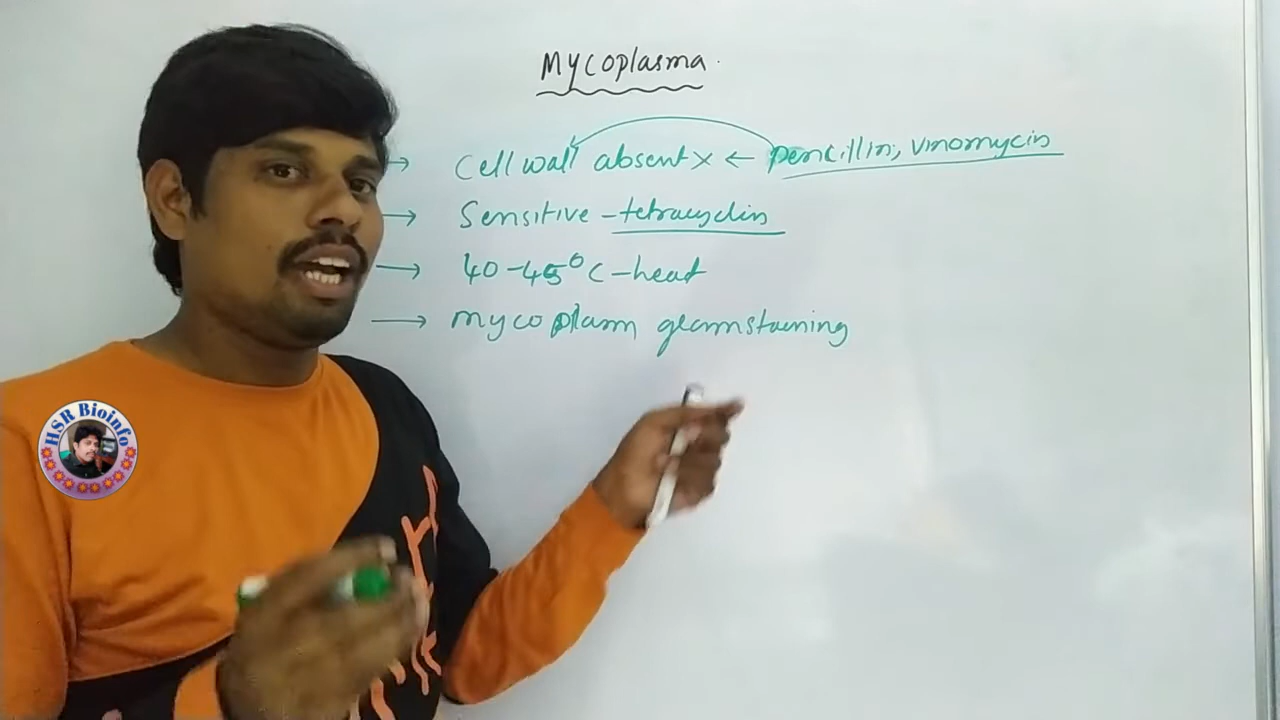 Mycoplasma
→ Cell wall absent × ← pencillin, vinomycin
→ Sensitive - tetracyclin
→ 40-45°C - heat
→ mycoplasm gramstaining
HSR Bioinfo